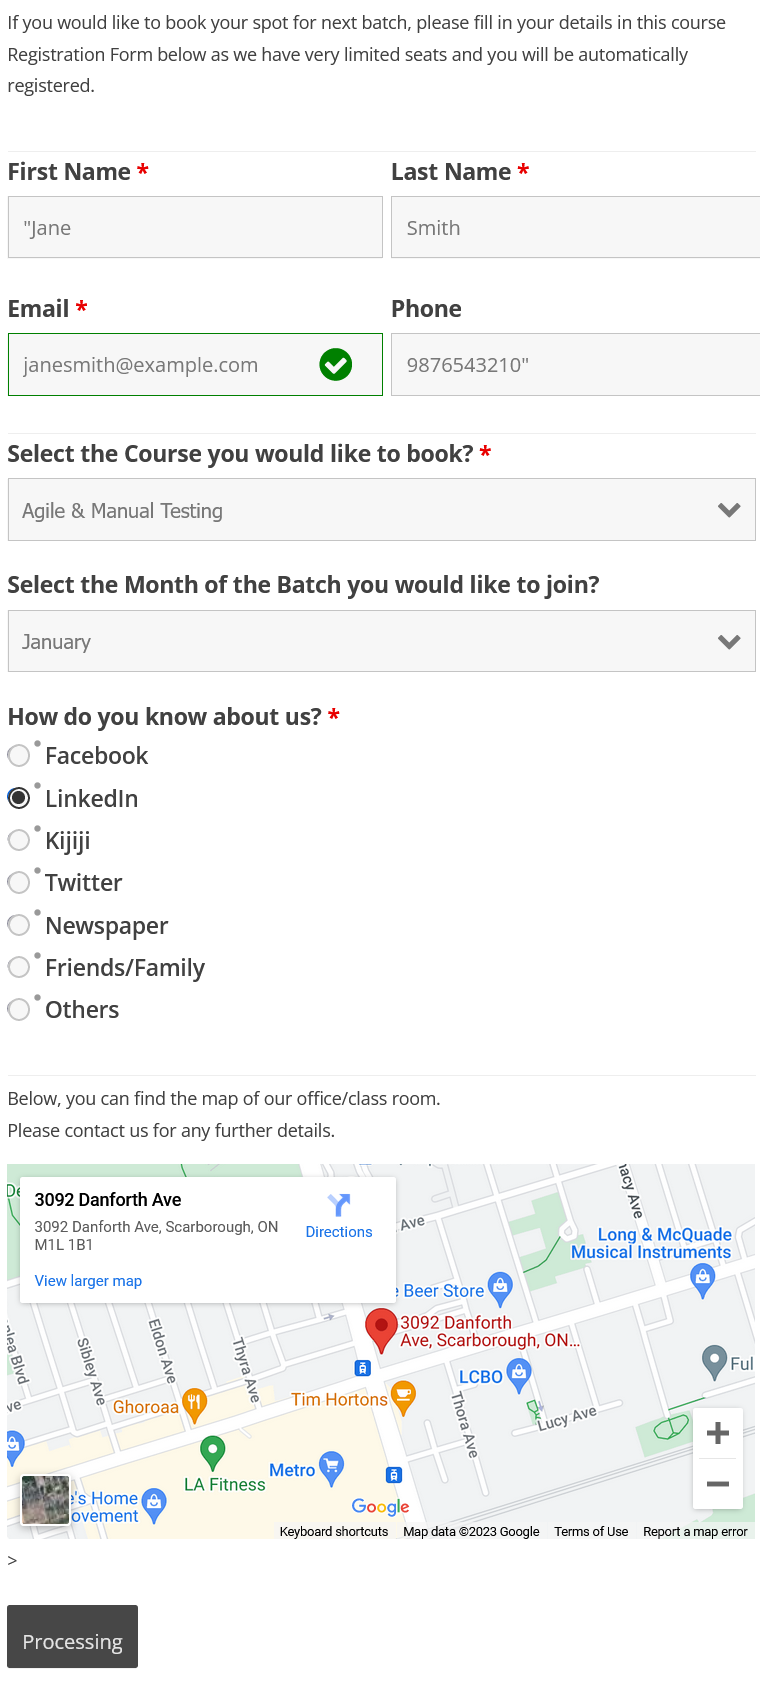 If you would like to book your spot for next batch, please fill in your details in this course
Registration Form below as we have very limited seats and you will be automatically
registered.
First Name *
Last Name *
"Jane
Smith
Email *
Phone
janesmith@example.com
9876543210"
Select the Course you would like to book? *
Agile & Manual Testing
Select the Month of the Batch you would like to join?
January
How do you know about us? *
Facebook
LinkedIn
Kijiji
Twitter
Newspaper
Friends/Family
Others
Below, you can find the map of our office/class room.
Please contact us for any further details.
3092 Danforth Ave
3092 Danforth Ave, Scarborough, ON
M1L 1B1
Directions
View larger map
Ave
Long & McQuade
Musical Instruments
Beer Store
3092 Danforth
Ave, Scarborough, ON...
Blvd
Sibley Ave
Eldon Ave
Thyra Ave
LCBO
Ful
Ghoroaa
Tim Hortons
Thora Ave
Lucy Ave
LA Fitness
Metro
's Home
ovement
Google
Keyboard shortcuts
Map data ©2023 Google
Terms of Use
Report a map error
>
Processing